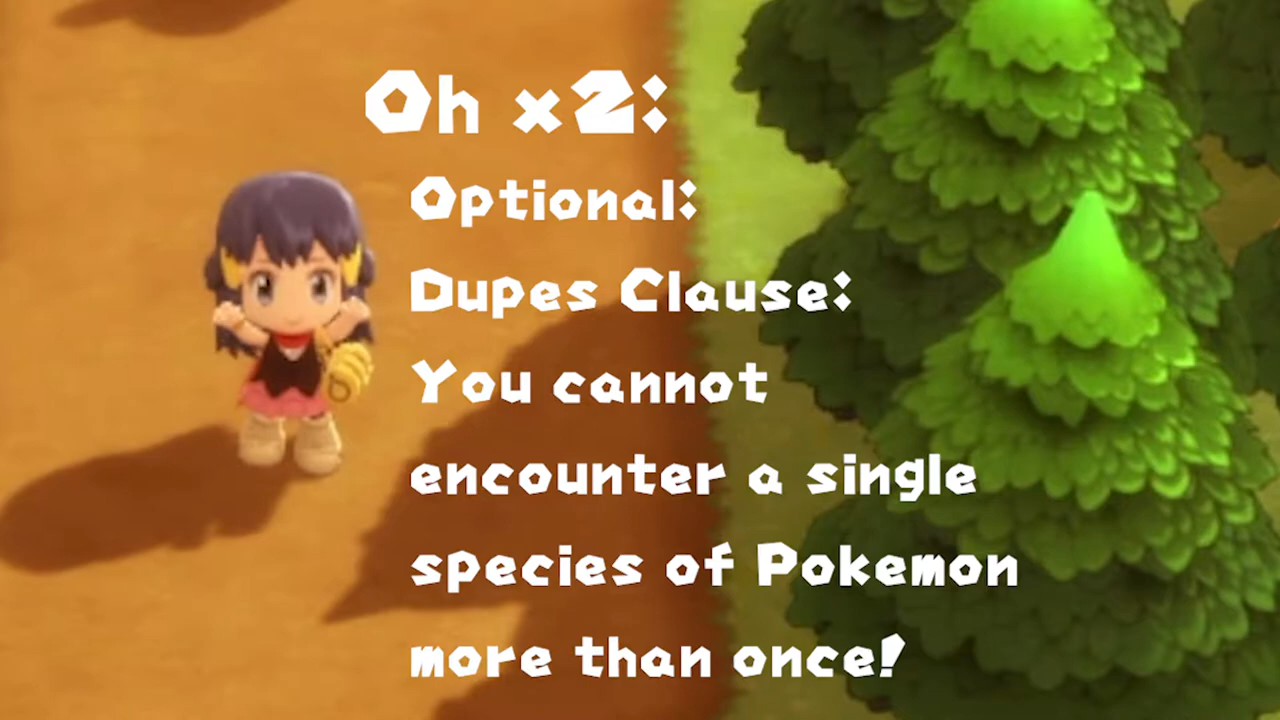 Oh x2:
Optional:
Dupes Clause:
You cannot
encounter a single
species of Pokemon
more than once!